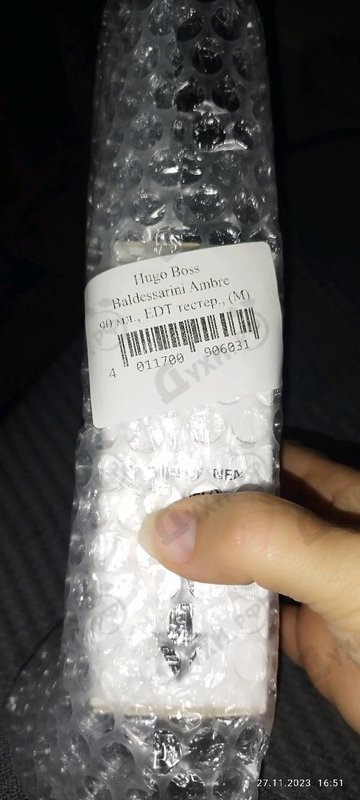 Hugo Boss
Baldessarini Ambre
90 мл., EDT тестер., (M)
4 011700 906031
27.11.2023 16:51